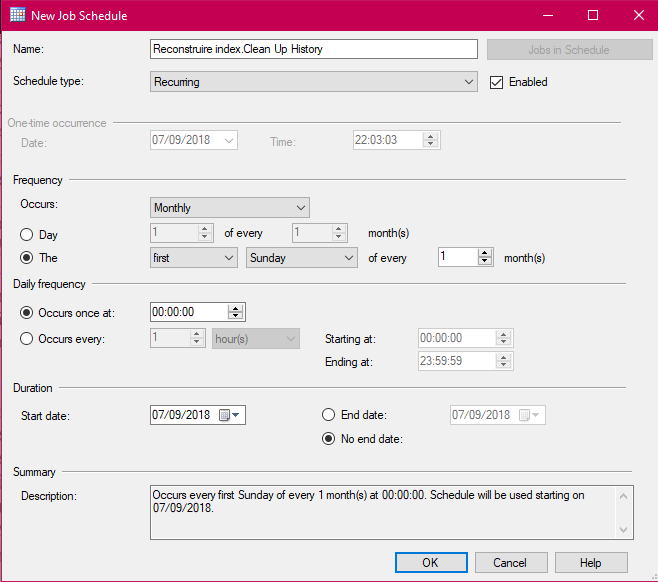 New Job Schedule
Name: Reconstruire index.Clean Up History Jobs in Schedule
Schedule type: Recurring Enabled
One-time occurrence
Date: 07/09/2018 Time: 22:03:03
Frequency
Occurs: Monthly
Day 1 of every 1 month(s)
The first Sunday of every 1 month(s)
Daily frequency
Occurs once at: 00:00:00
Occurs every: 1 hour(s) Starting at: 00:00:00
Ending at: 23:59:59
Duration
Start date: 07/09/2018 End date: 07/09/2018
No end date:
Summary
Description: Occurs every first Sunday of every 1 month(s) at 00:00:00. Schedule will be used starting on
07/09/2018.
OK Cancel Help